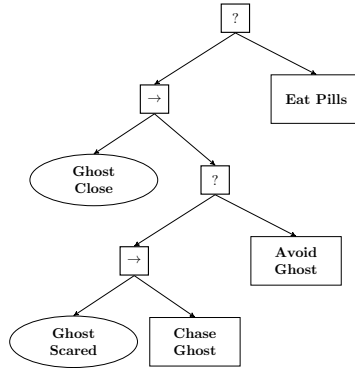 ?
→
Eat Pills
Ghost
Close
?
→
Avoid
Ghost
Ghost
Scared
Chase
Ghost